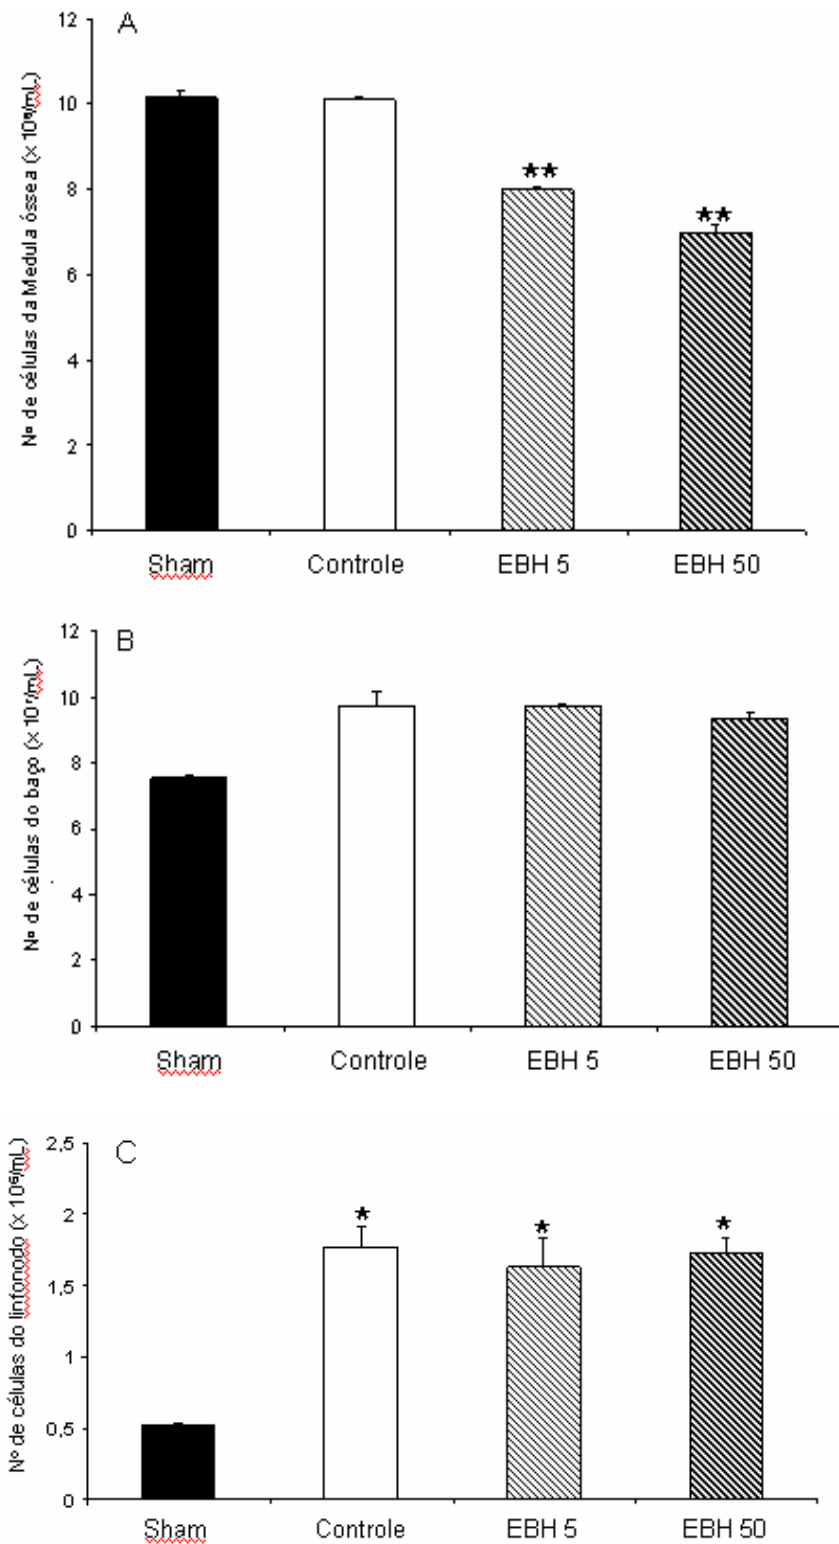 A
Nº de células da Medula óssea (x 10⁶/mL)
12
10
8
6
4
2
0
★★
★★
Sham Controle EBH 5 EBH 50
B
Nº de células do baço (x 10⁷/mL)
12
10
8
6
4
2
0
Sham Controle EBH 5 EBH 50
C
Nº de células do linfonodo (x 10⁶/mL)
2,5
2
1,5
1
0,5
0
★ ★ ★
Sham Controle EBH 5 EBH 50